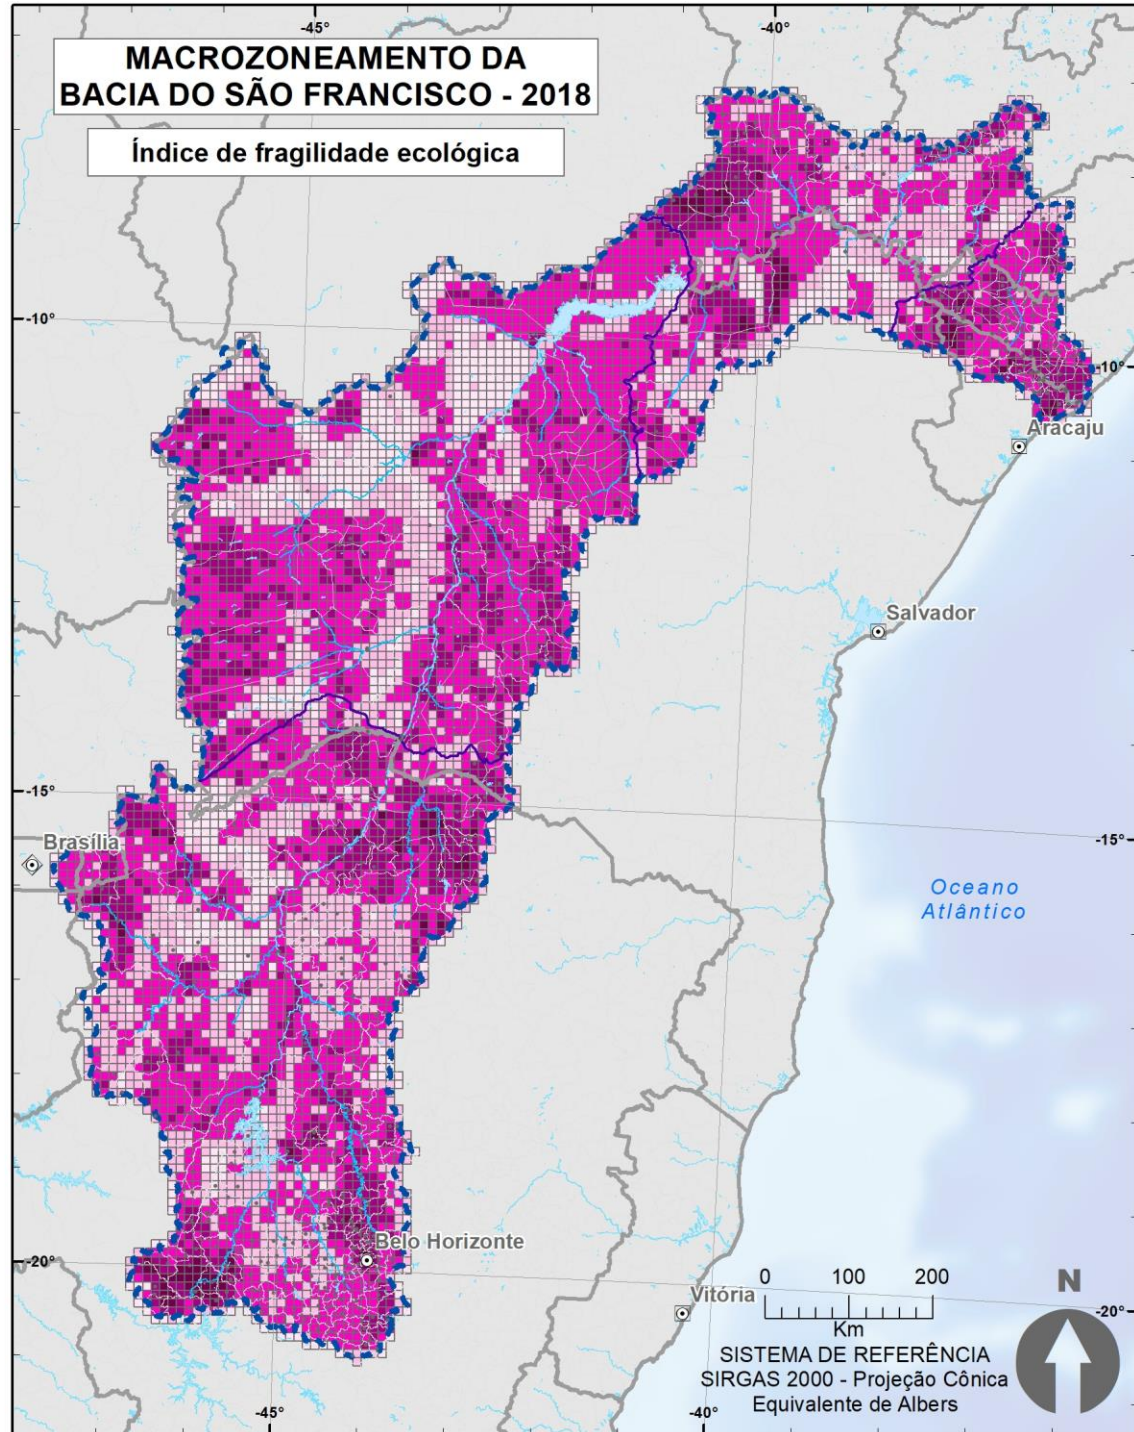 -45°
-40°
MACROZONEAMENTO DA
BACIA DO SÃO FRANCISCO - 2018
Índice de fragilidade ecológica
-10°
-10°
Aracaju
Salvador
-15°
-15°
Brasília
Oceano
Atlântico
Belo Horizonte
-20°
-20°
Vitória
0 100 200
Km
N
SISTEMA DE REFERÊNCIA
SIRGAS 2000 - Projeção Cônica
Equivalente de Albers
-45°
-40°